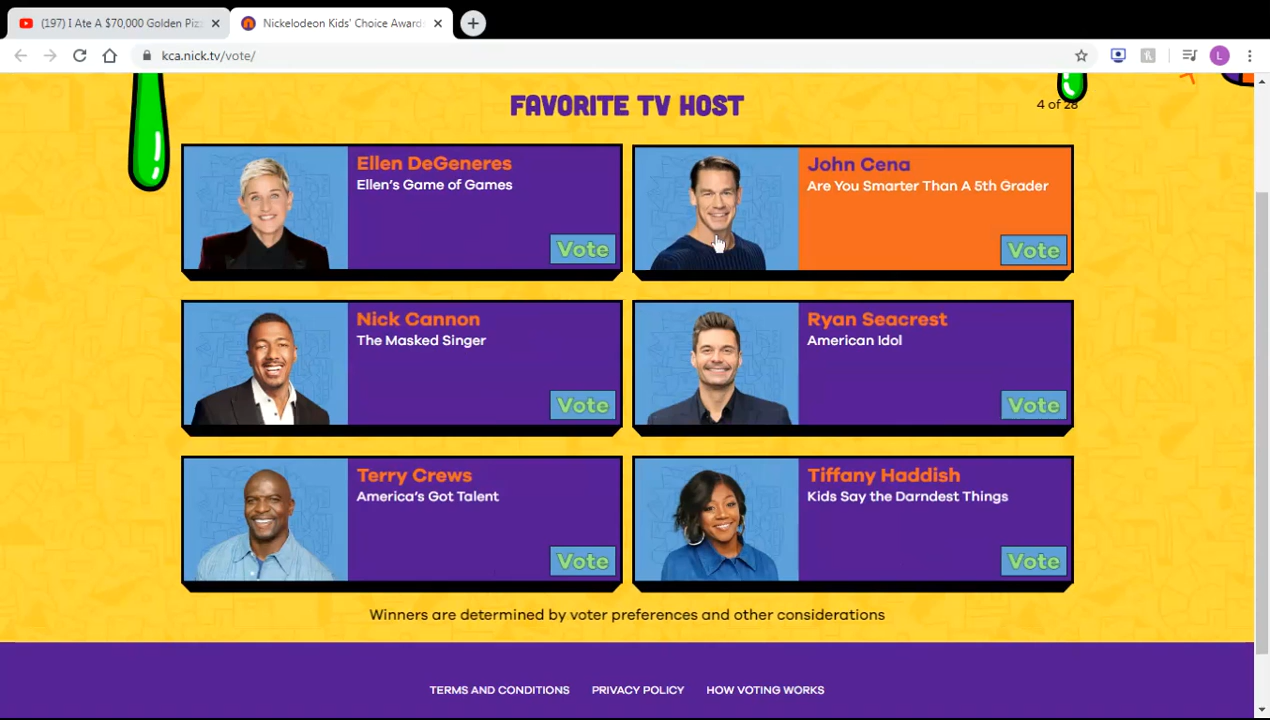 (197) I Ate A $70,000 Golden Piz
Nickelodeon Kids' Choice Award
kca.nick.tv/vote/
L
FAVORITE TV HOST
4 of 28
Ellen DeGeneres
Ellen's Game of Games
Vote
John Cena
Are You Smarter Than A 5th Grader
Vote
Nick Cannon
The Masked Singer
Vote
Ryan Seacrest
American Idol
Vote
Terry Crews
America's Got Talent
Vote
Tiffany Haddish
Kids Say the Darndest Things
Vote
Winners are determined by voter preferences and other considerations
TERMS AND CONDITIONS PRIVACY POLICY HOW VOTING WORKS